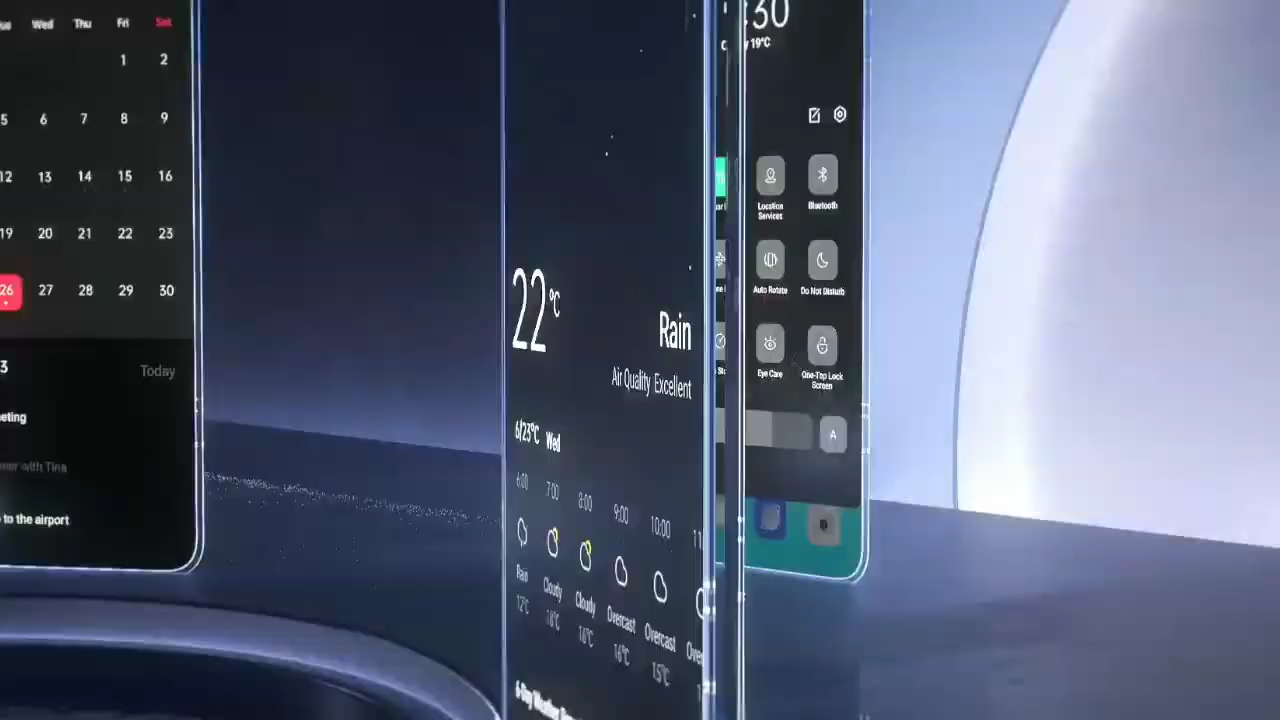 Wed Thu Fri Sat
1 2
5 6 7 8 9
12 13 14 15 16
19 20 21 22 23
26 27 28 29 30
3
Today
to the airport
22°C
Rain
Air Quality Excellent
6/23°C Wed
6:00 7:00 8:00 9:00 10:00
Rain Cloudy Cloudy Overcast Overcast
12°C 16°C 16°C 15°C
:30
19°C
Location Services
Bluetooth
Auto Rotate
Do Not Disturb
Eye Care
One-Tap Lock Screen
A